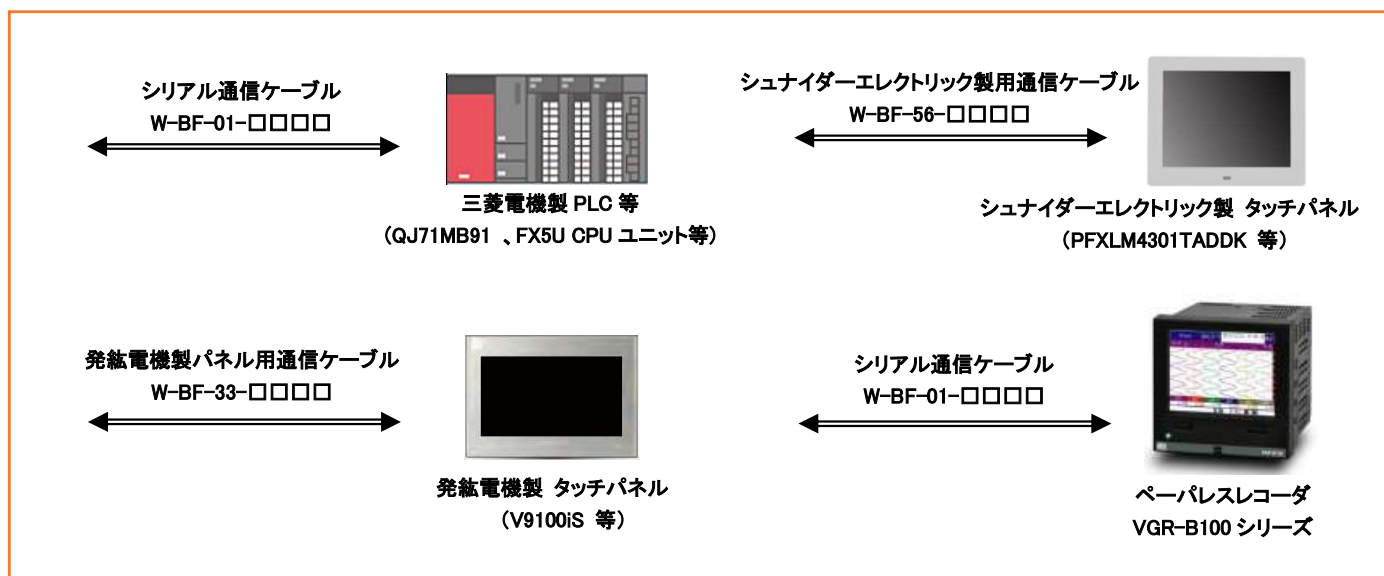 シリアル通信ケーブル
W-BF-01-□□□□
三菱電機製 PLC 等
（QJ71MB91 、FX5U CPU ユニット等）
シュナイダーエレクトリック製用通信ケーブル
W-BF-56-□□□□
シュナイダーエレクトリック製 タッチパネル
（PFXLM4301TADDK 等）
発紘電機製パネル用通信ケーブル
W-BF-33-□□□□
発紘電機製 タッチパネル
（V9100iS 等）
シリアル通信ケーブル
W-BF-01-□□□□
ペーパレスレコーダ
VGR-B100 シリーズ